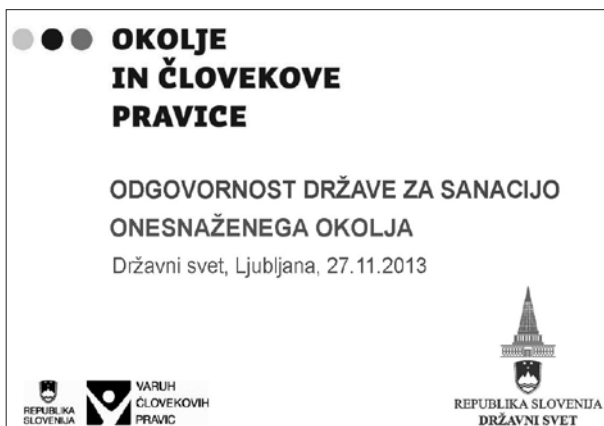 OKOLJE
IN ČLOVEKOVE
PRAVICE
ODGOVORNOST DRŽAVE ZA SANACIJO
ONESNAŽENEGA OKOLJA
Državni svet, Ljubljana, 27.11.2013
REPUBLIKA
SLOVENIJA
VARUH
ČLOVEKOVIH
PRAVIC
REPUBLIKA SLOVENIJA
DRŽAVNI SVET